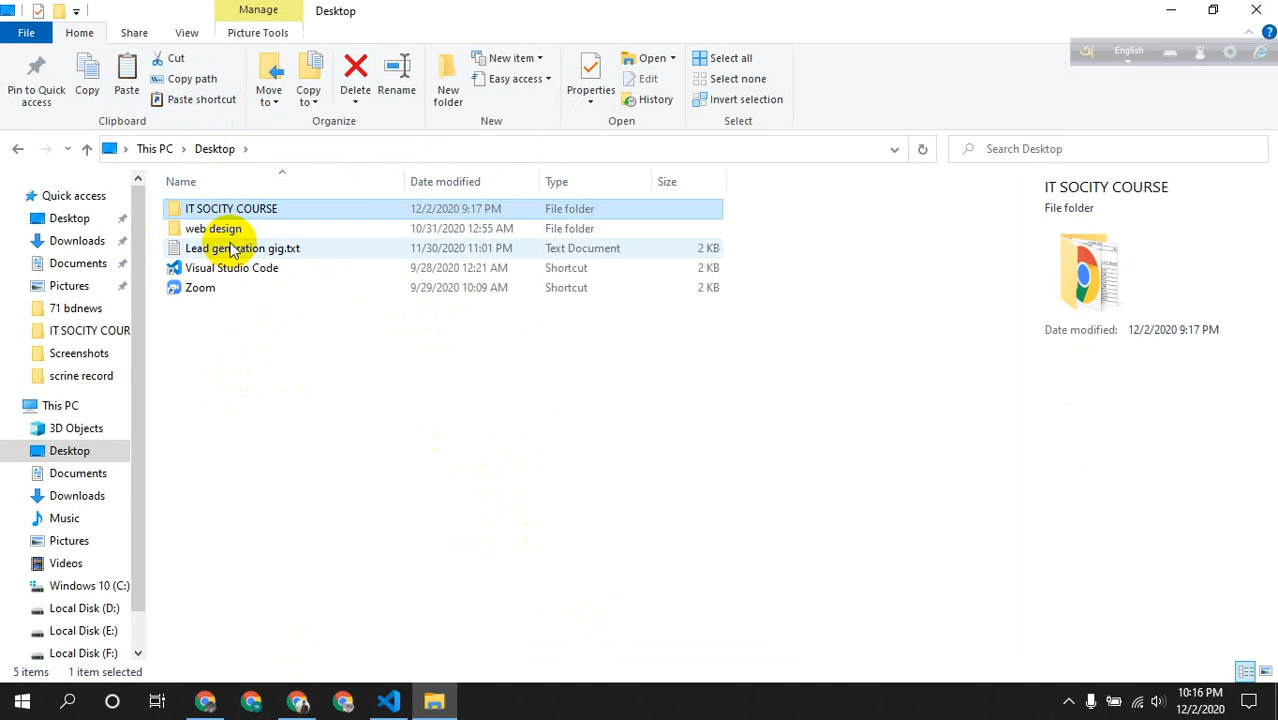 Manage
Desktop
File
Home
Share
View
Picture Tools
English
Pin to Quick access
Copy
Paste
Cut
Copy path
Paste shortcut
Move to
Copy to
Delete
Rename
New folder
New item
Easy access
Properties
Open
Edit
History
Select all
Select none
Invert selection
Clipboard
Organize
New
Open
Select
This PC > Desktop >
Search Desktop
Name
Date modified
Type
Size
IT SOCITY COURSE 12/2/2020 9:17 PM File folder
web design 10/31/2020 12:55 AM File folder
Lead generation gig.txt 11/30/2020 11:01 PM Text Document 2 KB
Visual Studio Code 9/28/2020 12:21 AM Shortcut 2 KB
Zoom 9/29/2020 10:09 AM Shortcut 2 KB
Quick access
Desktop
Downloads
Documents
Pictures
71 bdnews
IT SOCITY COUR
Screenshots
scrine record
This PC
3D Objects
Desktop
Documents
Downloads
Music
Pictures
Videos
Windows 10 (C:)
Local Disk (D:)
Local Disk (E:)
Local Disk (F:)
IT SOCITY COURSE
File folder
Date modified: 12/2/2020 9:17 PM
5 items 1 item selected
10:16 PM
12/2/2020